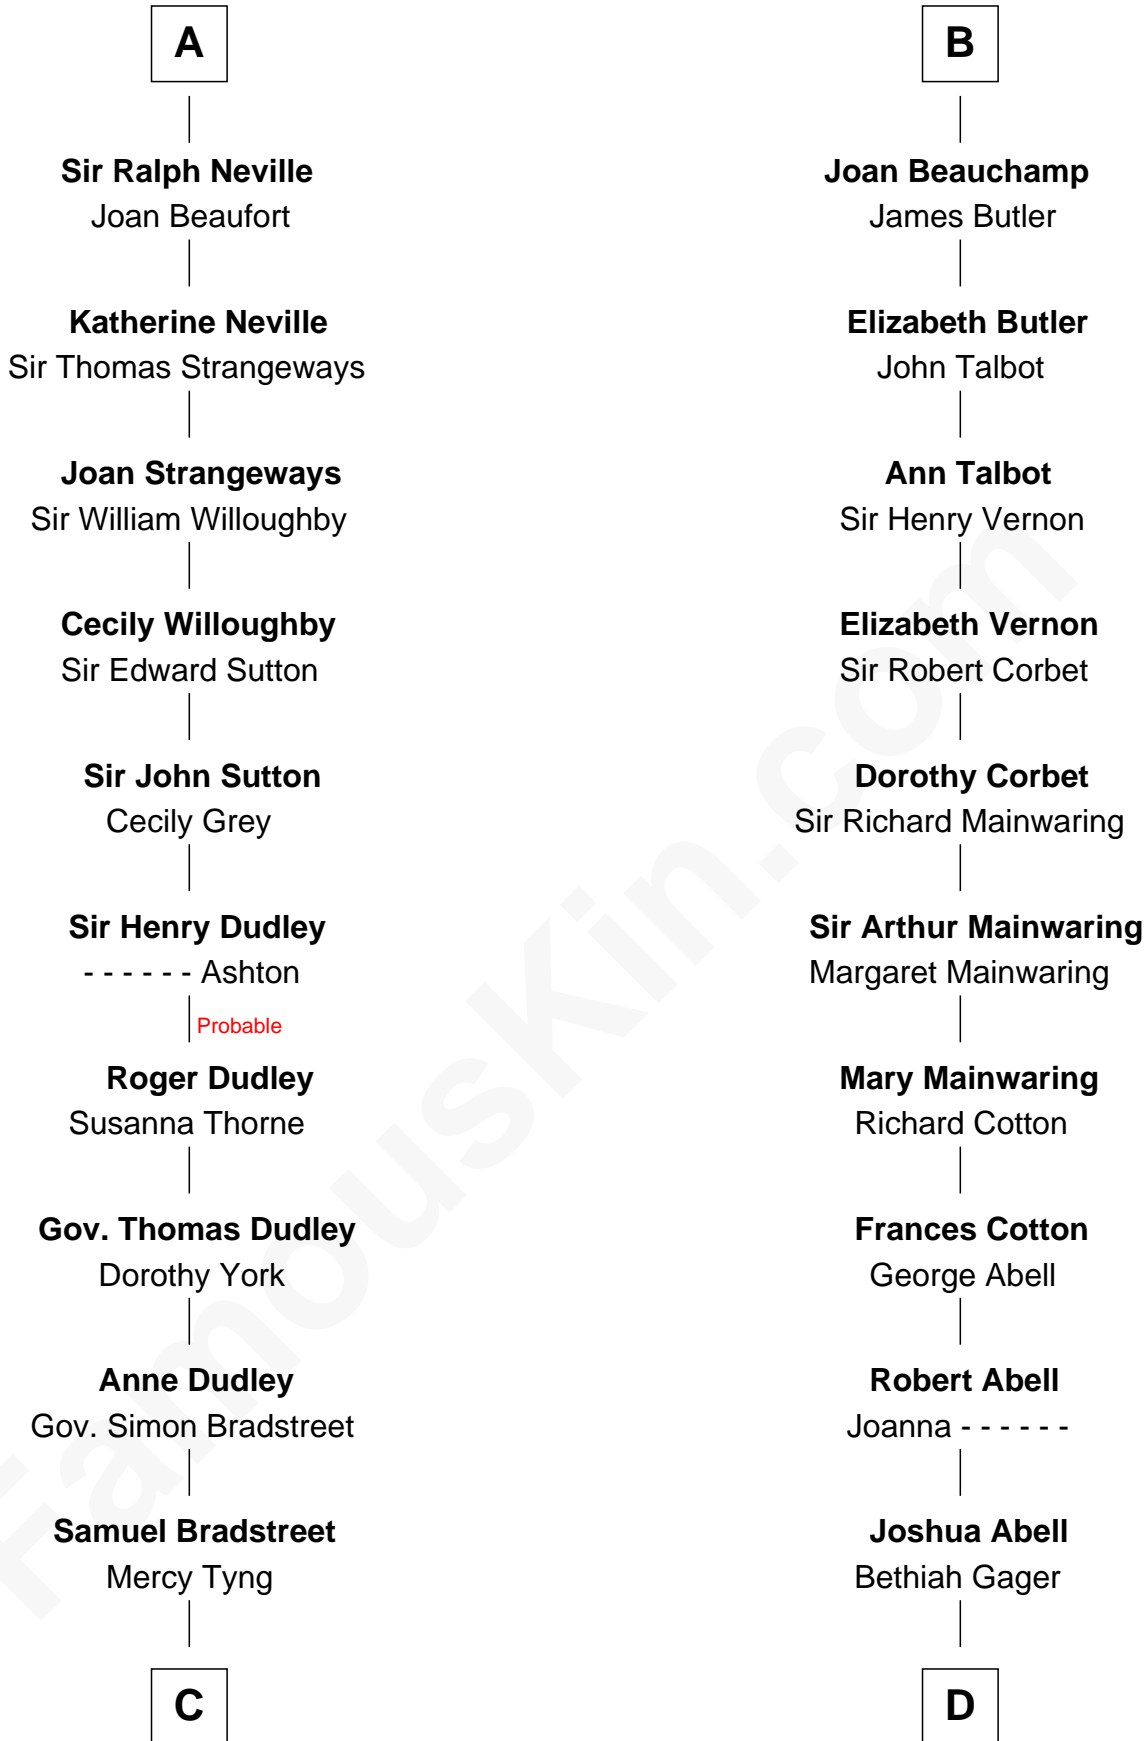 A
Sir Ralph Neville
Joan Beaufort
Katherine Neville
Sir Thomas Strangeways
Joan Strangeways
Sir William Willoughby
Cecily Willoughby
Sir Edward Sutton
Sir John Sutton
Cecily Grey
Sir Henry Dudley
- - - - - - Ashton
Probable
Roger Dudley
Susanna Thorne
Gov. Thomas Dudley
Dorothy York
Anne Dudley
Gov. Simon Bradstreet
Samuel Bradstreet
Mercy Tyng
C
B
Joan Beauchamp
James Butler
Elizabeth Butler
John Talbot
Ann Talbot
Sir Henry Vernon
Elizabeth Vernon
Sir Robert Corbet
Dorothy Corbet
Sir Richard Mainwaring
Sir Arthur Mainwaring
Margaret Mainwaring
Mary Mainwaring
Richard Cotton
Frances Cotton
George Abell
Robert Abell
Joanna - - - - - -
Joshua Abell
Bethiah Gager
D
FamousKin.com